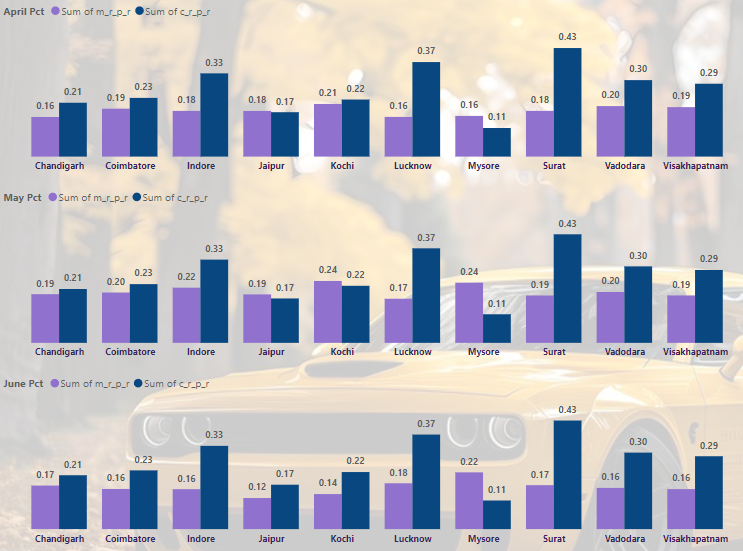 April Pct Sum of m_r_p_r Sum of c_r_p_r
0.16 0.21 0.19 0.23 0.18 0.33 0.18 0.17 0.21 0.22 0.16 0.37 0.16 0.11 0.18 0.43 0.20 0.30 0.19 0.29
Chandigarh Coimbatore Indore Jaipur Kochi Lucknow Mysore Surat Vadodara Visakhapatnam
May Pct Sum of m_r_p_r Sum of c_r_p_r
0.19 0.21 0.20 0.23 0.22 0.33 0.19 0.17 0.24 0.22 0.17 0.37 0.24 0.11 0.19 0.43 0.20 0.30 0.19 0.29
Chandigarh Coimbatore Indore Jaipur Kochi Lucknow Mysore Surat Vadodara Visakhapatnam
June Pct Sum of m_r_p_r Sum of c_r_p_r
0.17 0.21 0.16 0.23 0.16 0.33 0.12 0.17 0.14 0.22 0.18 0.37 0.22 0.11 0.17 0.43 0.16 0.30 0.16 0.29
Chandigarh Coimbatore Indore Jaipur Kochi Lucknow Mysore Surat Vadodara Visakhapatnam